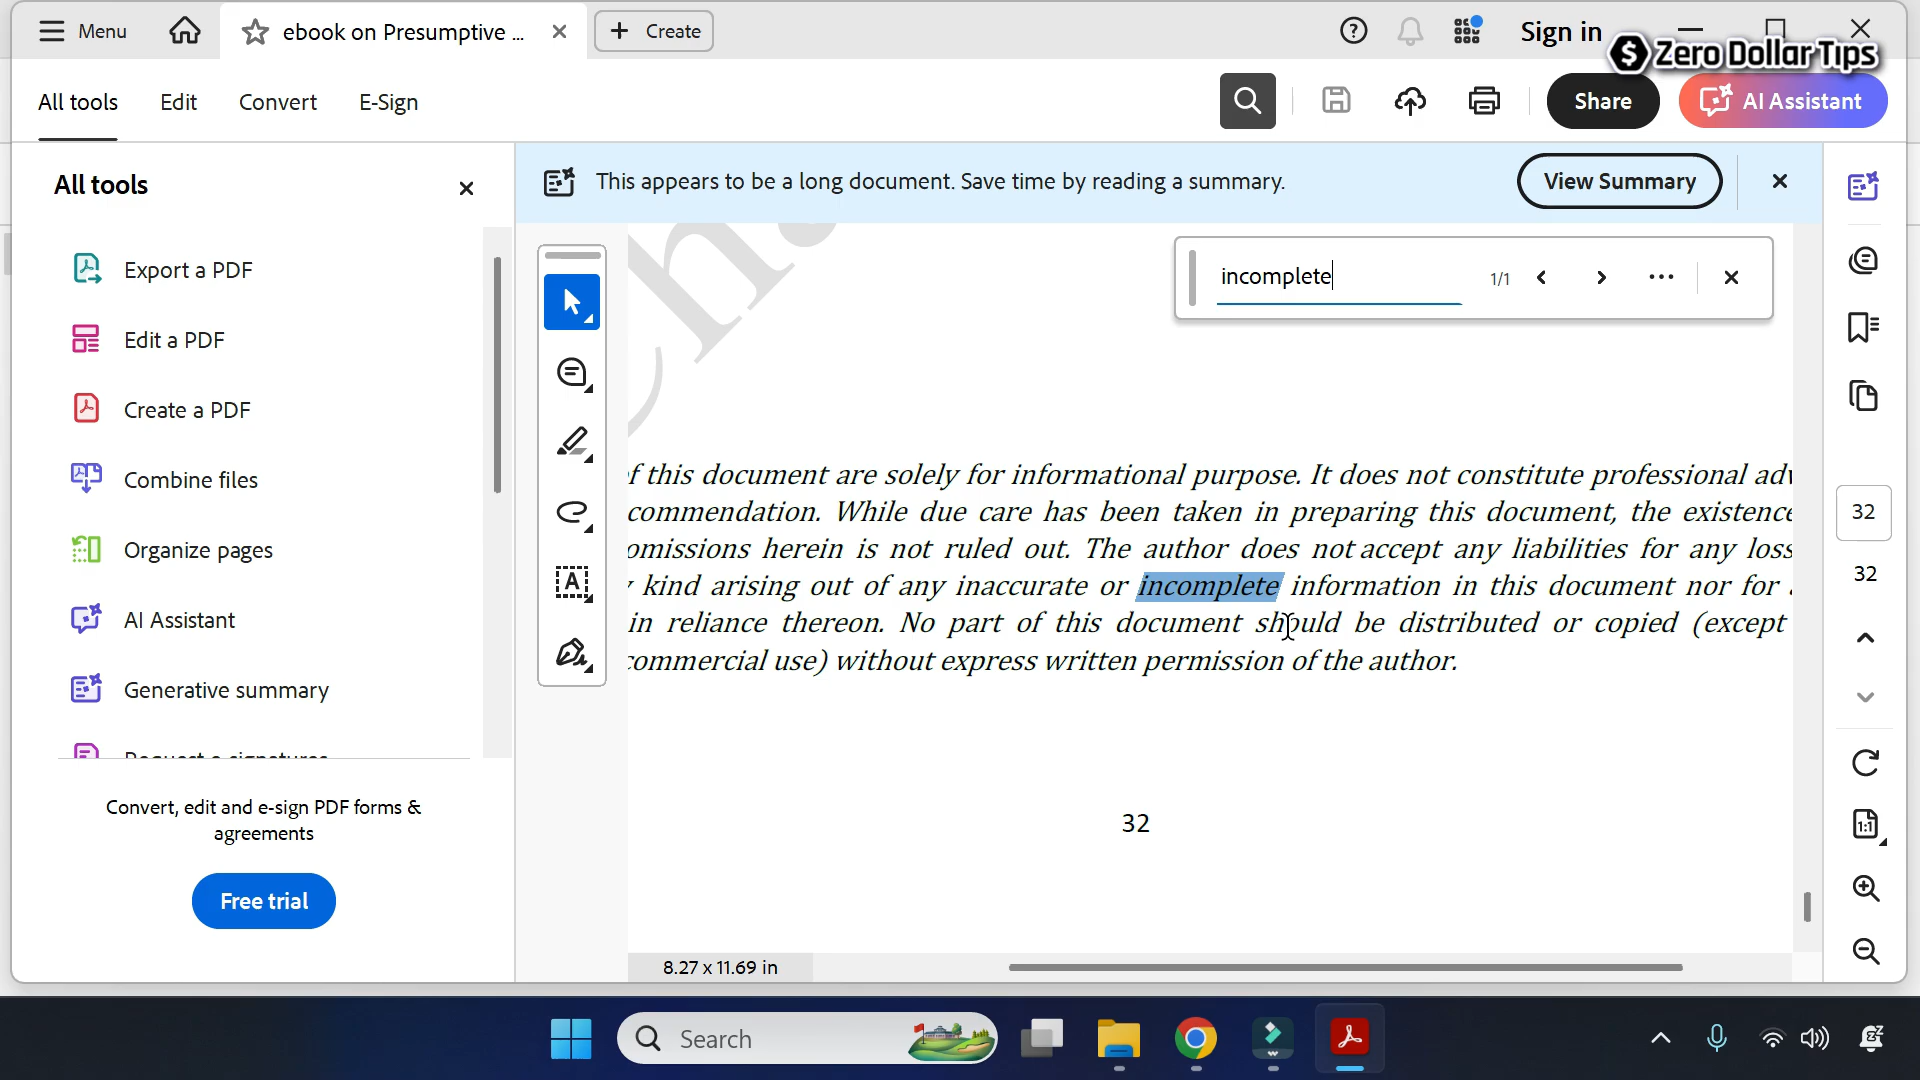 Menu
ebook on Presumptive ...
Create
Sign in
Zero Dollar Tips
All tools
Edit
Convert
E-Sign
Share
AI Assistant
All tools
This appears to be a long document. Save time by reading a summary.
View Summary
Export a PDF
Edit a PDF
Create a PDF
Combine files
Organize pages
AI Assistant
Generative summary
Request e-signatures
Convert, edit and e-sign PDF forms &
agreements
Free trial
incomplete
1/1
Ch.
of this document are solely for informational purpose. It does not constitute professional adv
commendation. While due care has been taken in preparing this document, the existence
omissions herein is not ruled out. The author does not accept any liabilities for any loss
y kind arising out of any inaccurate or incomplete information in this document nor for a
in reliance thereon. No part of this document should be distributed or copied (except
commercial use) without express written permission of the author.
32
8.27 x 11.69 in
32
32
1:1
Search